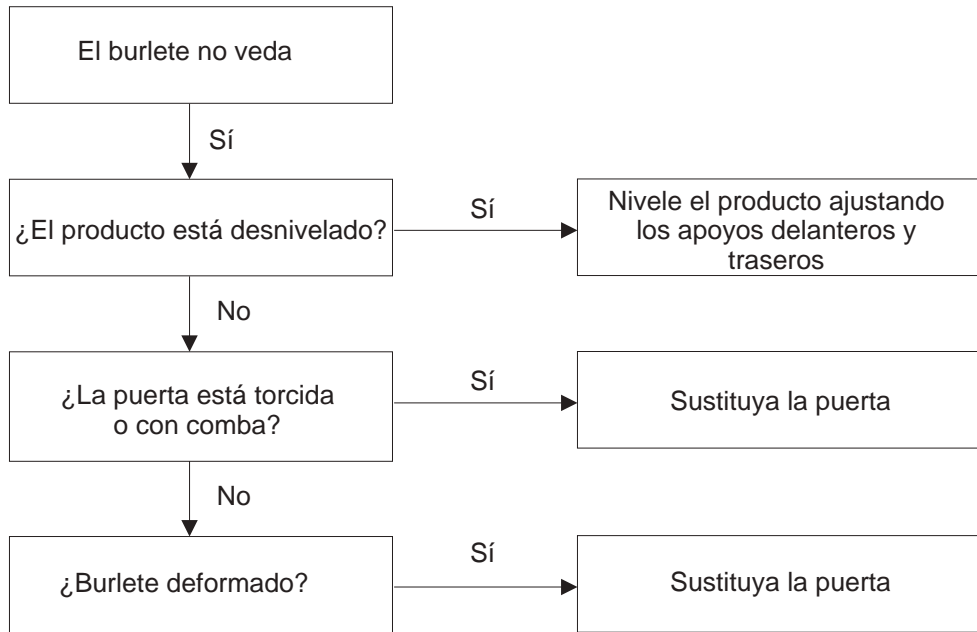 El burlete no veda
Sí
¿El producto está desnivelado?
Sí
Nivele el producto ajustando
los apoyos delanteros y
traseros
No
¿La puerta está torcida
o con comba?
Sí
Sustituya la puerta
No
¿Burlete deformado?
Sí
Sustituya la puerta